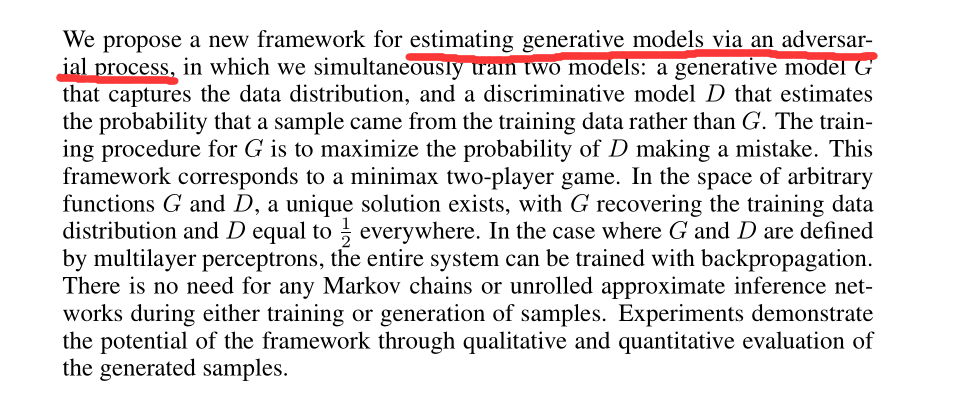 We propose a new framework for estimating generative models via an adversar-
ial process, in which we simultaneously train two models: a generative model G
that captures the data distribution, and a discriminative model D that estimates
the probability that a sample came from the training data rather than G. The train-
ing procedure for G is to maximize the probability of D making a mistake. This
framework corresponds to a minimax two-player game. In the space of arbitrary
functions G and D, a unique solution exists, with G recovering the training data
distribution and D equal to 1/2 everywhere. In the case where G and D are defined
by multilayer perceptrons, the entire system can be trained with backpropagation.
There is no need for any Markov chains or unrolled approximate inference net-
works during either training or generation of samples. Experiments demonstrate
the potential of the framework through qualitative and quantitative evaluation of
the generated samples.